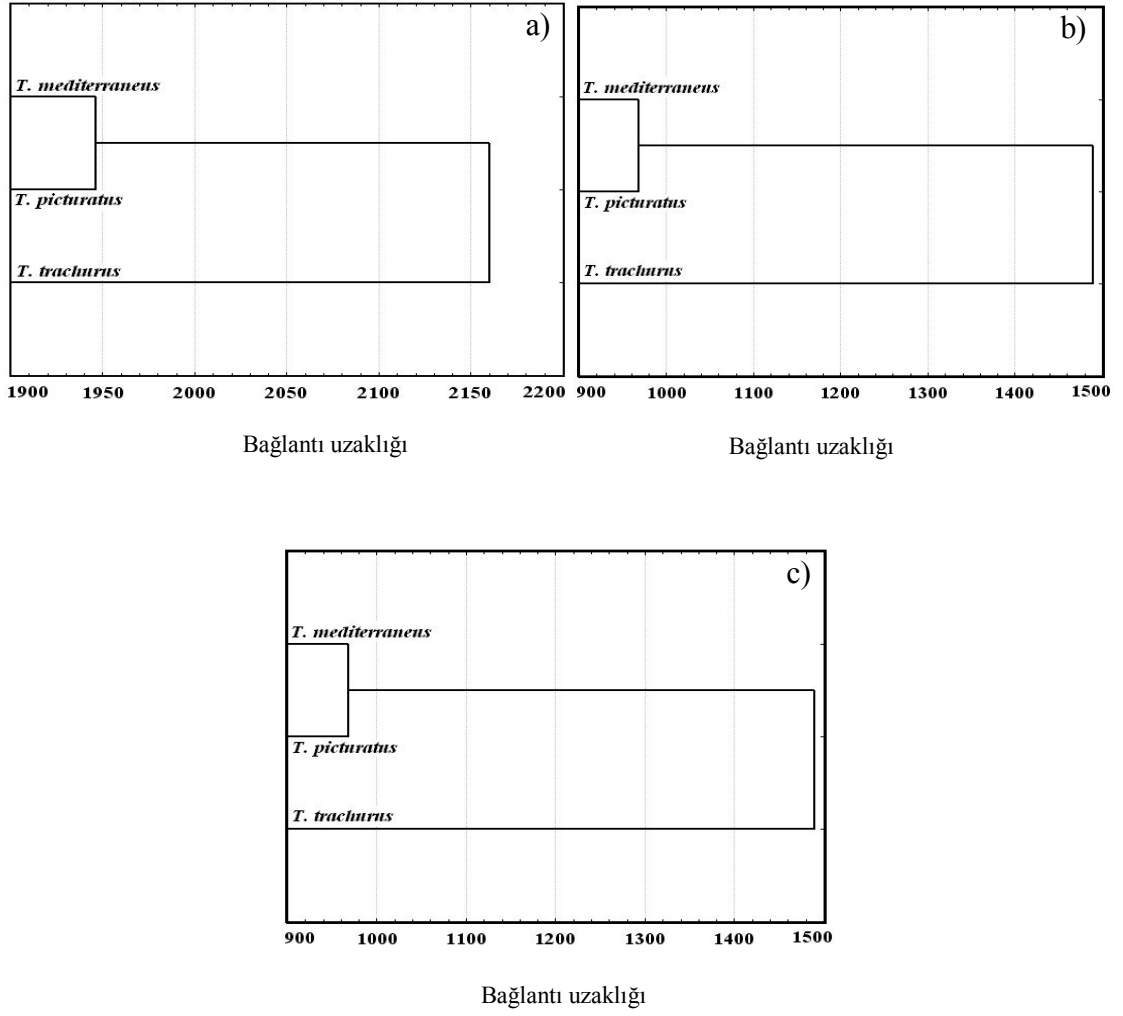 a)
T. mediterraneus
T. picturatus
T. trachurus
1900 1950 2000 2050 2100 2150 2200
Bağlantı uzaklığı
b)
T. mediterraneus
T. picturatus
T. trachurus
900 1000 1100 1200 1300 1400 1500
Bağlantı uzaklığı
c)
T. mediterraneus
T. picturatus
T. trachurus
900 1000 1100 1200 1300 1400 1500
Bağlantı uzaklığı